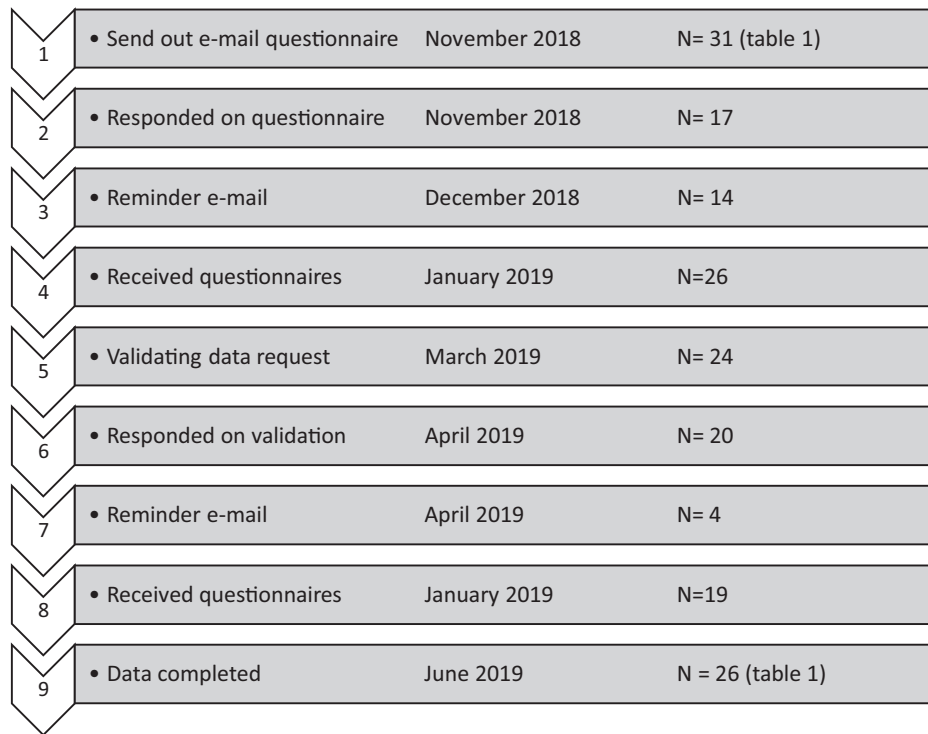 1 • Send out e-mail questionnaire November 2018 N= 31 (table 1)
2 • Responded on questionnaire November 2018 N= 17
3 • Reminder e-mail December 2018 N= 14
4 • Received questionnaires January 2019 N=26
5 • Validating data request March 2019 N= 24
6 • Responded on validation April 2019 N= 20
7 • Reminder e-mail April 2019 N= 4
8 • Received questionnaires January 2019 N=19
9 • Data completed June 2019 N = 26 (table 1)